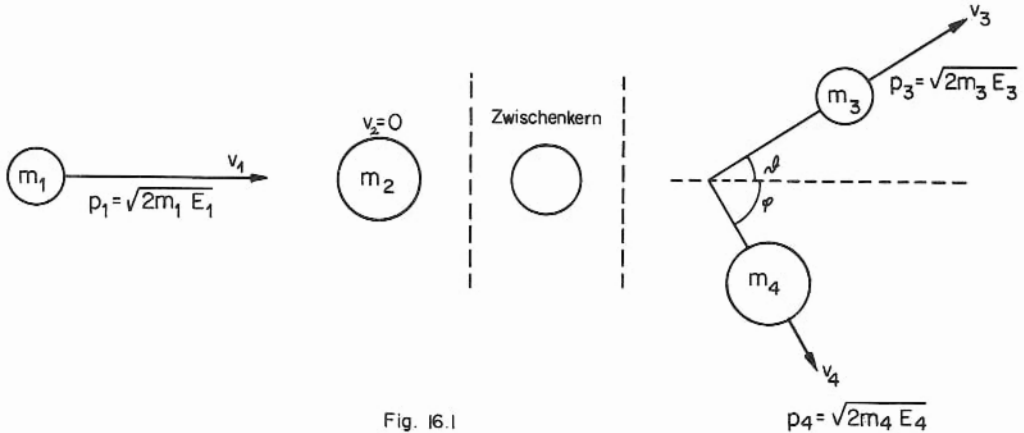 m₁
v₁
p₁=√2m₁ E₁
v₂=0
m₂
Zwischenkern
v₃
m₃
p₃=√2m₃ E₃
ϑ
φ
m₄
v₄
p₄=√2m₄ E₄
Fig. 16.1